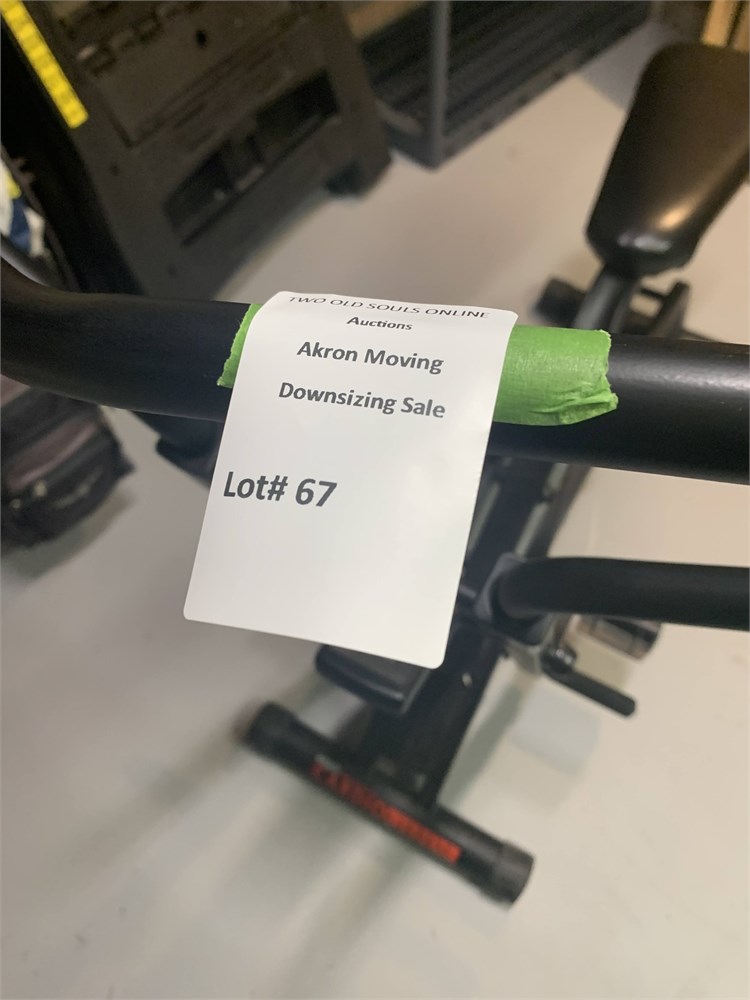 TWO OLD SOULS ONLINE
Auctions
Akron Moving
Downsizing Sale
Lot# 67